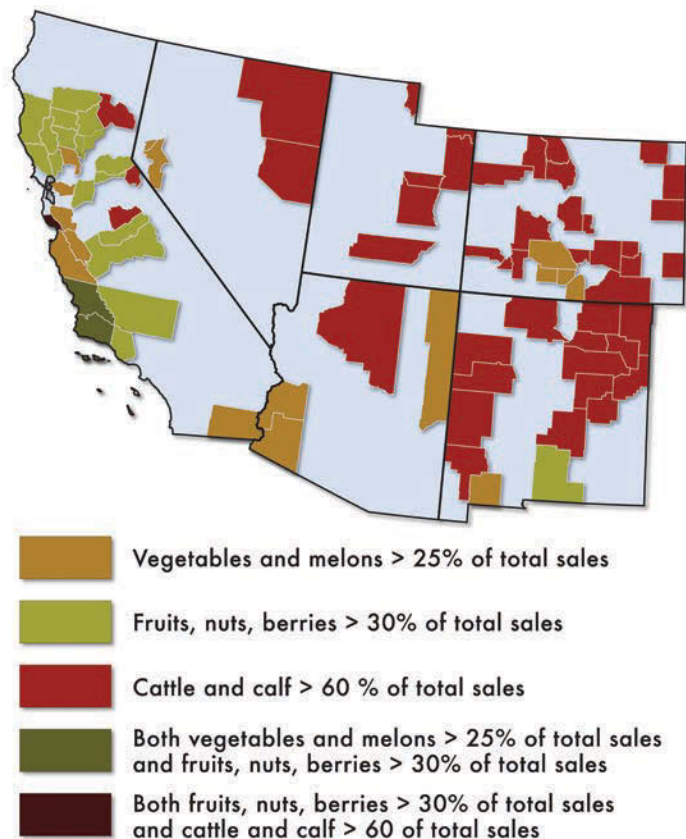 Vegetables and melons > 25% of total sales
Fruits, nuts, berries > 30% of total sales
Cattle and calf > 60 % of total sales
Both vegetables and melons > 25% of total sales
and fruits, nuts, berries > 30% of total sales
Both fruits, nuts, berries > 30% of total sales
and cattle and calf > 60 of total sales